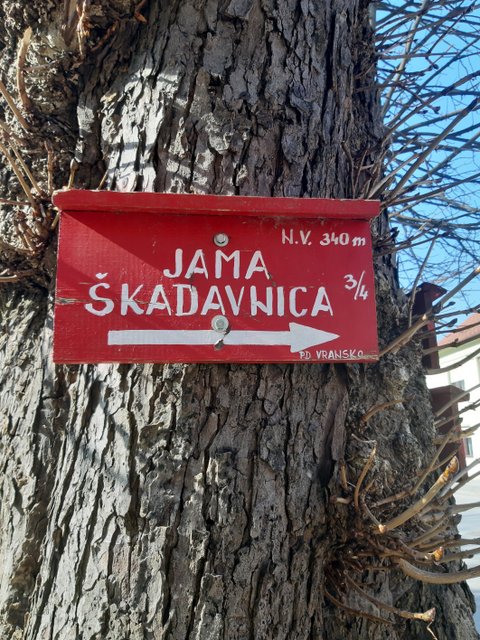 N.V. 340 m
JAMA
ŠKADAVNICA 3/4
PD VRANSKO